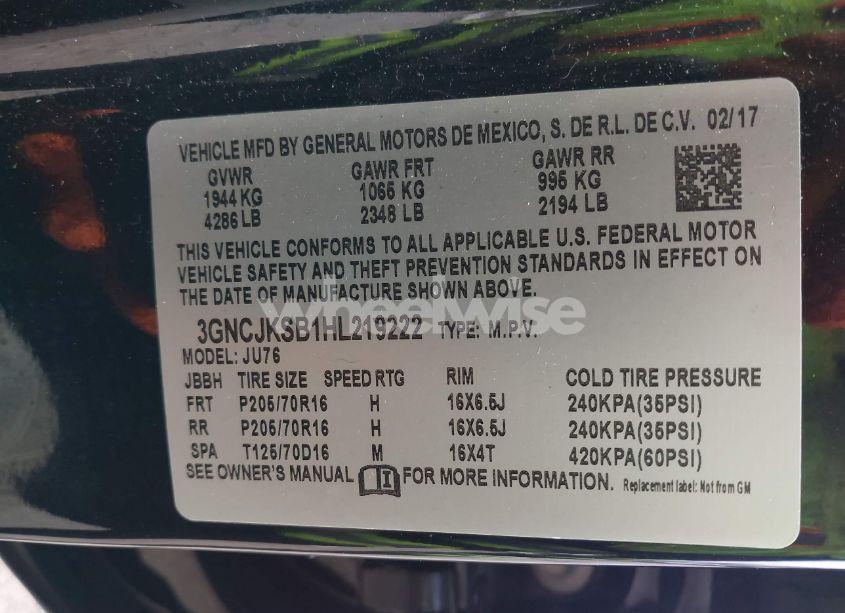 VEHICLE MFD BY GENERAL MOTORS DE MEXICO, S. DE R.L. DE C.V. 02/17
GVWR GAWR FRT GAWR RR
1944 KG 1065 KG 995 KG
4286 LB 2348 LB 2194 LB
THIS VEHICLE CONFORMS TO ALL APPLICABLE U.S. FEDERAL MOTOR
VEHICLE SAFETY AND THEFT PREVENTION STANDARDS IN EFFECT ON
THE DATE OF MANUFACTURE SHOWN ABOVE.
wheelwise
3GNCJKSB1HL219222 TYPE: M.P.V.
MODEL: JU76
JBBH TIRE SIZE SPEED RTG RIM COLD TIRE PRESSURE
FRT P205/70R16 H 16X6.5J 240KPA(35PSI)
RR P205/70R16 H 16X6.5J 240KPA(35PSI)
SPA T125/70D16 M 16X4T 420KPA(60PSI)
SEE OWNER'S MANUAL FOR MORE INFORMATION. Replacement label: Not from GM